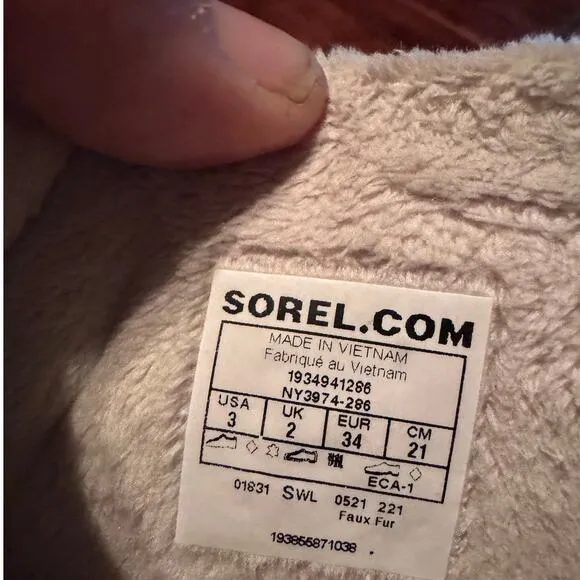 SOREL.COM
MADE IN VIETNAM
Fabriqué au Vietnam
1934941286
NY3974-286
USA UK EUR CM
3 2 34 21
ECA-1
01831 SWL 0521 221
Faux Fur
193855871038